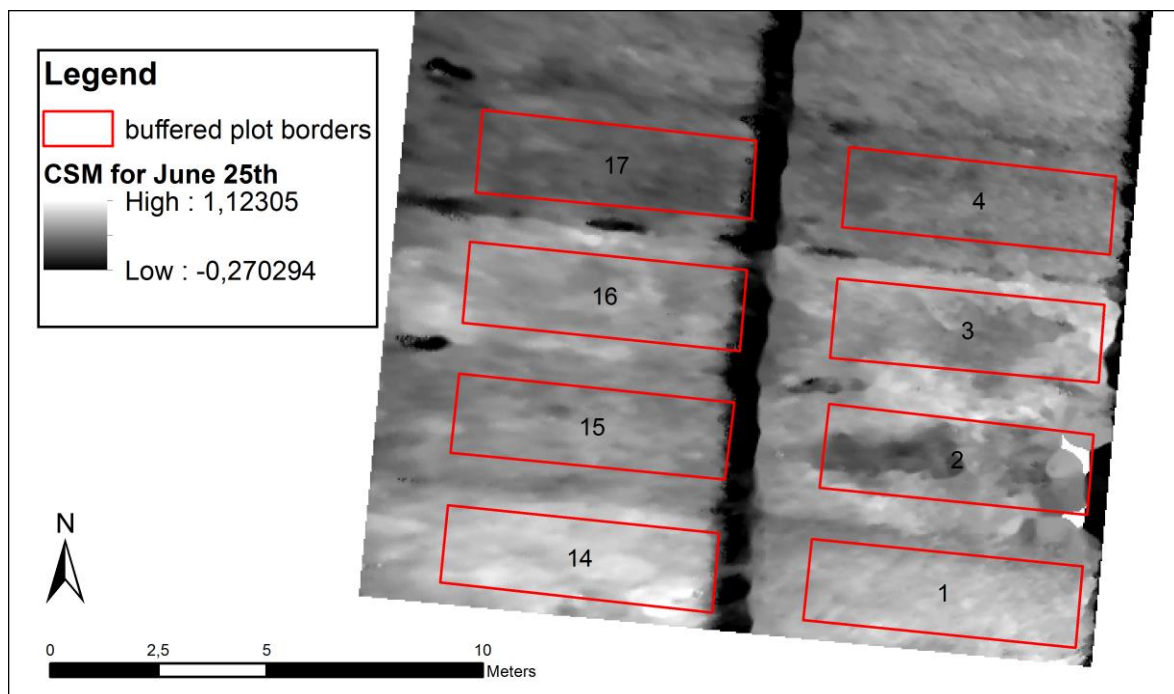 Legend
buffered plot borders
CSM for June 25th
High : 1,12305
Low : -0,270294
17
4
16
3
15
2
14
1
N
0 2,5 5 10
Meters